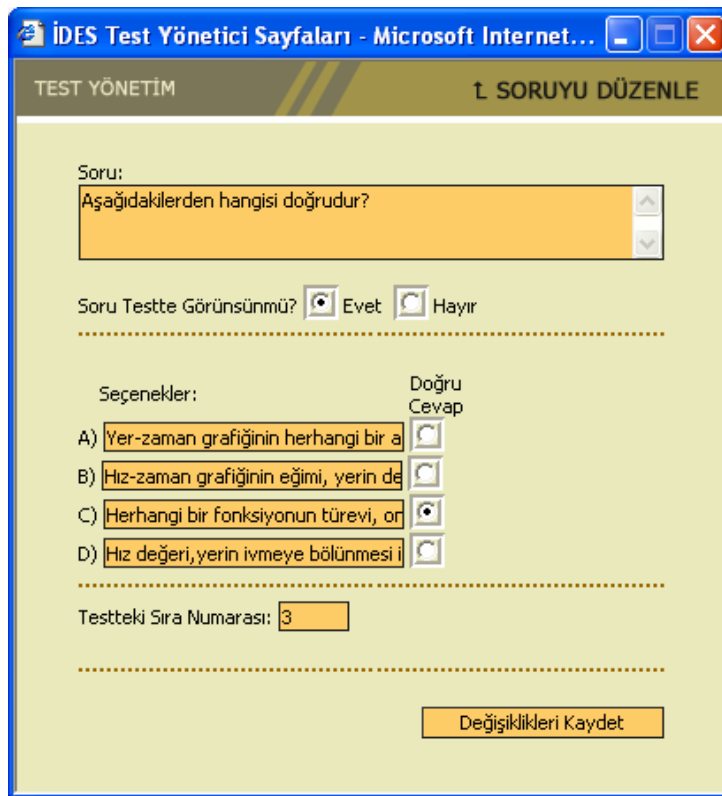 İDES Test Yönetici Sayfaları - Microsoft Internet...
TEST YÖNETİM
SORUYU DÜZENLE
Soru:
Aşağıdakilerden hangisi doğrudur?
Soru Testte Görünsünmü? Evet Hayır
Seçenekler:
Doğru
Cevap
A) Yer-zaman grafiğinin herhangi bir a
B) Hız-zaman grafiğinin eğimi, yerin de
C) Herhangi bir fonksiyonun türevi, on
D) Hız değeri,yerin ivmeye bölünmesi i
Testteki Sıra Numarası: 3
Değişiklikleri Kaydet